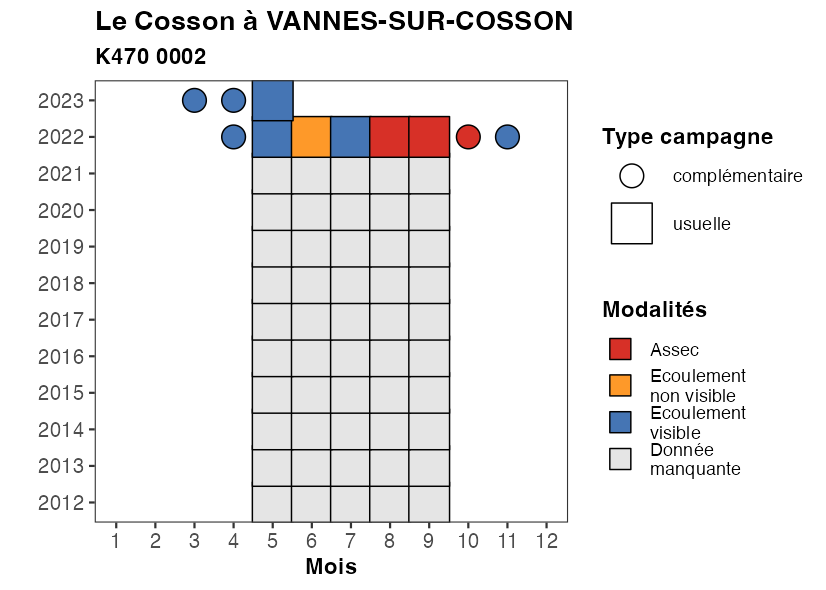 Le Cosson à VANNES-SUR-COSSON
K470 0002
2023
2022
2021
2020
2019
2018
2017
2016
2015
2014
2013
2012
1 2 3 4 5 6 7 8 9 10 11 12
Mois
Type campagne
complémentaire
usuelle
Modalités
Assec
Ecoulement
non visible
Ecoulement
visible
Donnée
manquante